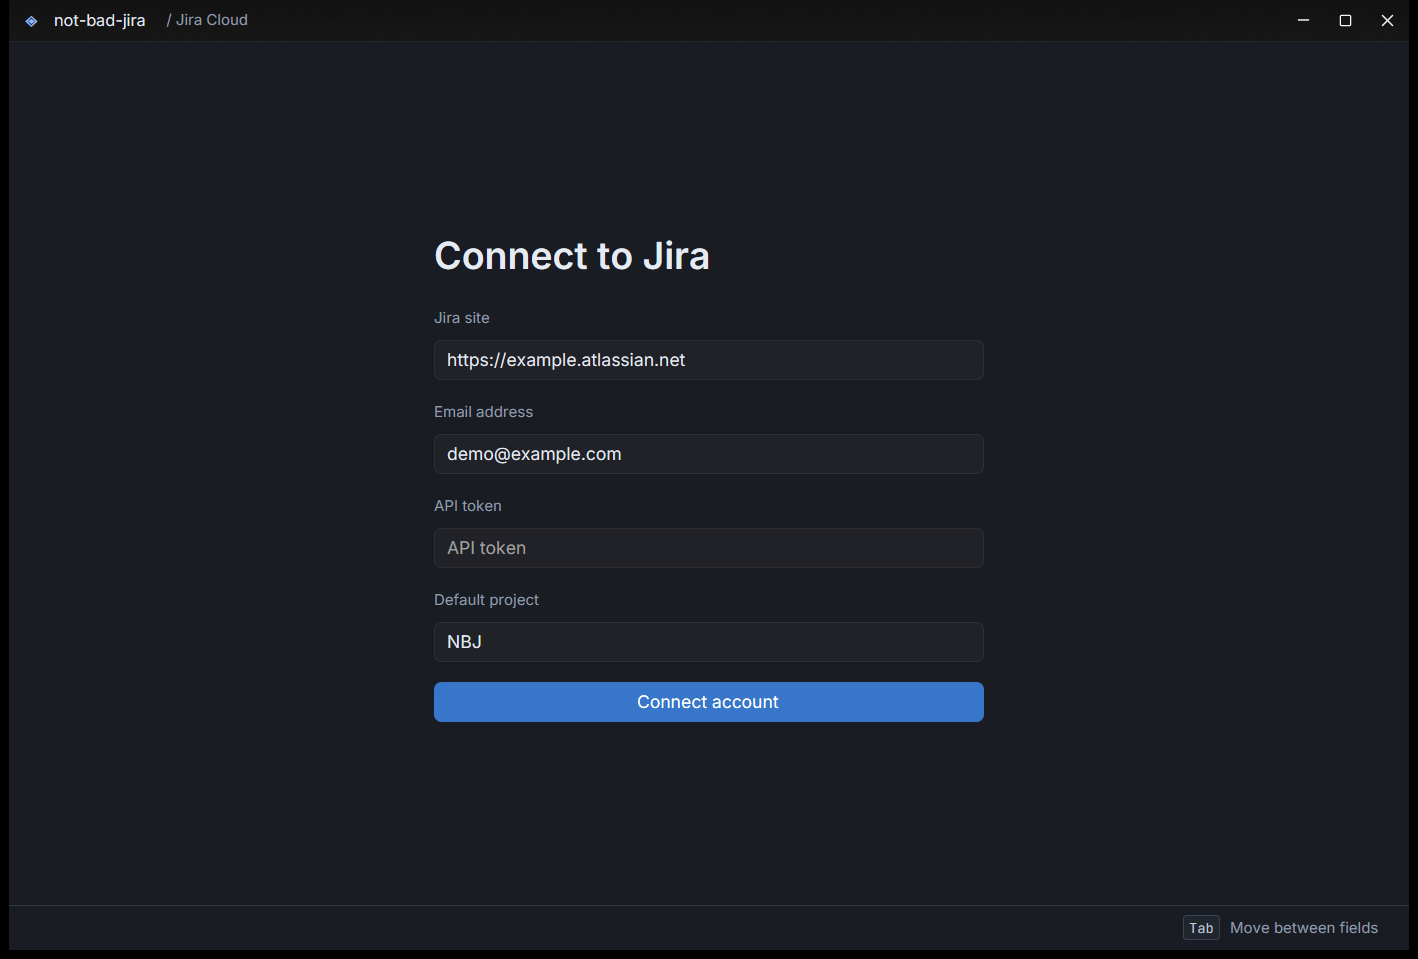 not-bad-jira / Jira Cloud
Connect to Jira
Jira site
https://example.atlassian.net
Email address
demo@example.com
API token
API token
Default project
NBJ
Connect account
Tab Move between fields